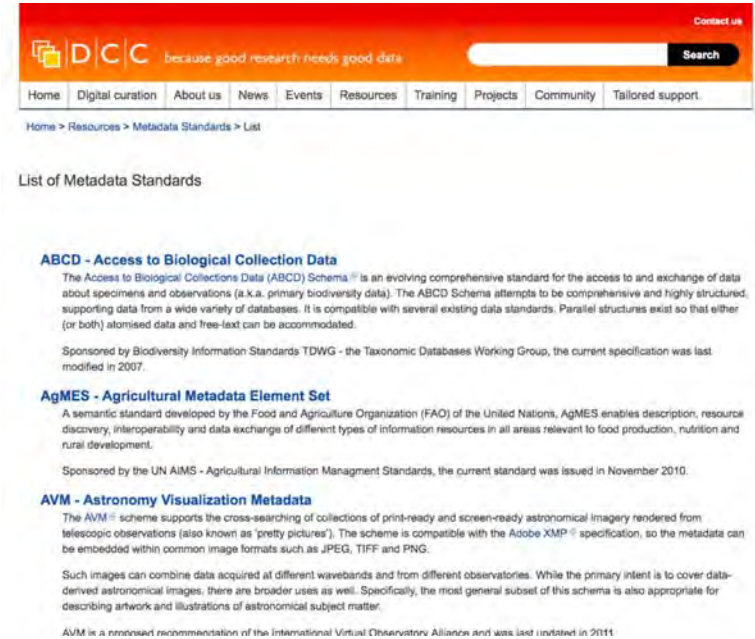 Contact us
DCC because good research needs good data
Search
Home Digital curation About us News Events Resources Training Projects Community Tailored support
Home > Resources > Metadata Standards > List
List of Metadata Standards
ABCD - Access to Biological Collection Data
The Access to Biological Collections Data (ABCD) Schema is an evolving comprehensive standard for the access to and exchange of data
about specimens and observations (a.k.a. primary biodiversity data). The ABCD Schema attempts to be comprehensive and highly structured,
supporting data from a wide variety of databases. It is compatible with several existing data standards. Parallel structures exist so that either
(or both) atomised data and free-text can be accommodated.
Sponsored by Biodiversity Information Standards TDWG - the Taxonomic Databases Working Group, the current specification was last
modified in 2007.
AgMES - Agricultural Metadata Element Set
A semantic standard developed by the Food and Agriculture Organization (FAO) of the United Nations, AgMES enables description, resource
discovery, interoperability and data exchange of different types of information resources in all areas relevant to food production, nutrition and
rural development.
Sponsored by the UN AIMS - Agricultural Information Managment Standards, the current standard was issued in November 2010.
AVM - Astronomy Visualization Metadata
The AVM scheme supports the cross-searching of collections of print-ready and screen-ready astronomical imagery rendered from
telescopic observations (also known as 'pretty pictures'). The scheme is compatible with the Adobe XMP specification, so the metadata can
be embedded within common image formats such as JPEG, TIFF and PNG.
Such images can combine data acquired at different wavebands and from different observatories. While the primary intent is to cover data-
derived astronomical images, there are broader uses as well. Specifically, the most general subset of this schema is also appropriate for
describing artwork and illustrations of astronomical subject matter.
AVM is a proposed recommendation of the International Virtual Observatory Alliance and was last updated in 2011